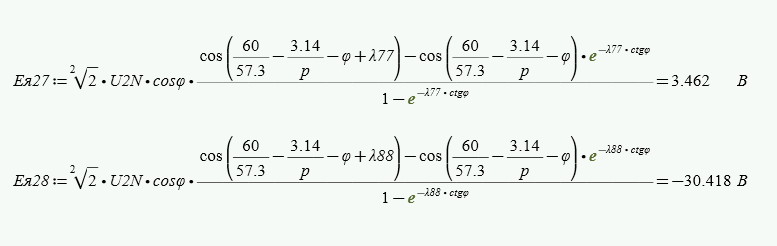 Eя27≔²√2·U2N·cosφ·(cos(60/57.3−3.14/p−φ+λ77)−cos(60/57.3−3.14/p−φ)·e^(−λ77·ctgφ))/(1−e^(−λ77·ctgφ))=3.462 В
Eя28≔²√2·U2N·cosφ·(cos(60/57.3−3.14/p−φ+λ88)−cos(60/57.3−3.14/p−φ)·e^(−λ88·ctgφ))/(1−e^(−λ88·ctgφ))=−30.418 В